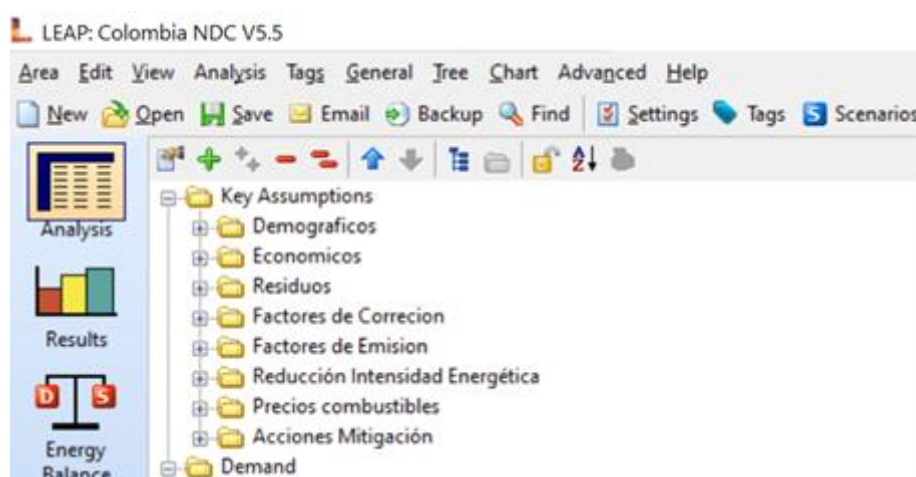 LEAP: Colombia NDC V5.5
Area Edit View Analysis Tags General Tree Chart Advanced Help
New Open Save Email Backup Find Settings Tags Scenarios
Analysis
Results
Energy
Balance
Key Assumptions
Demograficos
Economicos
Residuos
Factores de Correcion
Factores de Emision
Reducción Intensidad Energética
Precios combustibles
Acciones Mitigación
Demand